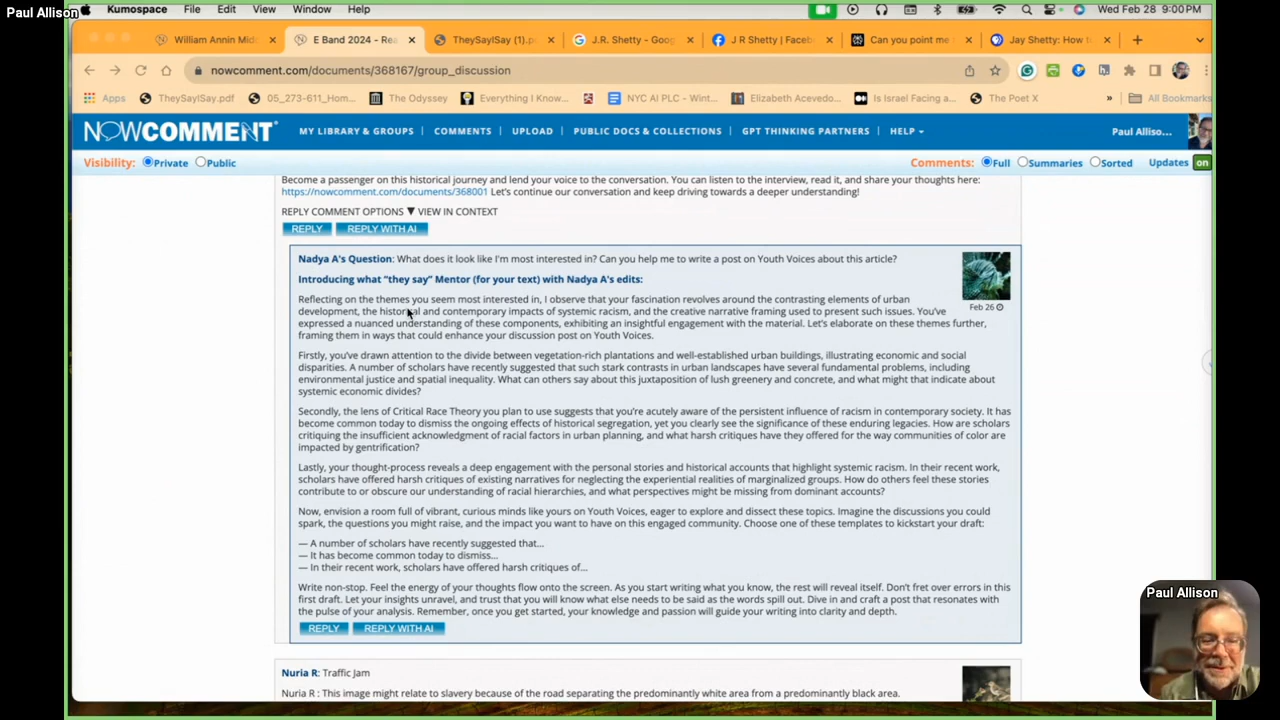 Paul Allison
Kumospace File Edit View Window Help Wed Feb 28 9:00 PM
William Annin Mid
E Band 2024 - Rea
TheySayISay (1).p
J.R. Shetty - Goog
J R Shetty | Faceb
Can you point me
Jay Shetty: How t
nowcomment.com/documents/368167/group_discussion
Apps TheySayISay.pdf 05_273-611_Hom... The Odyssey Everything I Know... NYC AI PLC - Wint... Elizabeth Acevedo... Is Israel Facing a... The Poet X » All Bookmarks
NOWCOMMENT MY LIBRARY & GROUPS | COMMENTS | UPLOAD | PUBLIC DOCS & COLLECTIONS | GPT THINKING PARTNERS | HELP Paul Alliso...
Visibility: Private Public Comments: Full Summaries Sorted Updates on
Become a passenger on this historical journey and lend your voice to the conversation. You can listen to the interview, read it, and share your thoughts here:
https://nowcomment.com/documents/368001 Let's continue our conversation and keep driving towards a deeper understanding!
REPLY COMMENT OPTIONS ▼ VIEW IN CONTEXT
REPLY REPLY WITH AI
Nadya A's Question: What does it look like I'm most interested in? Can you help me to write a post on Youth Voices about this article?
Introducing what "they say" Mentor (for your text) with Nadya A's edits:
Feb 26
Reflecting on the themes you seem most interested in, I observe that your fascination revolves around the contrasting elements of urban
development, the historical and contemporary impacts of systemic racism, and the creative narrative framing used to present such issues. You've
expressed a nuanced understanding of these components, exhibiting an insightful engagement with the material. Let's elaborate on these themes further,
framing them in ways that could enhance your discussion post on Youth Voices.
Firstly, you've drawn attention to the divide between vegetation-rich plantations and well-established urban buildings, illustrating economic and social
disparities. A number of scholars have recently suggested that such stark contrasts in urban landscapes have several fundamental problems, including
environmental justice and spatial inequality. What can others say about this juxtaposition of lush greenery and concrete, and what might that indicate about
systemic economic divides?
Secondly, the lens of Critical Race Theory you plan to use suggests that you're acutely aware of the persistent influence of racism in contemporary society. It has
become common today to dismiss the ongoing effects of historical segregation, yet you clearly see the significance of these enduring legacies. How are scholars
critiquing the insufficient acknowledgment of racial factors in urban planning, and what harsh critiques have they offered for the way communities of color are
impacted by gentrification?
Lastly, your thought-process reveals a deep engagement with the personal stories and historical accounts that highlight systemic racism. In their recent work,
scholars have offered harsh critiques of existing narratives for neglecting the experiential realities of marginalized groups. How do others feel these stories
contribute to or obscure our understanding of racial hierarchies, and what perspectives might be missing from dominant accounts?
Now, envision a room full of vibrant, curious minds like yours on Youth Voices, eager to explore and dissect these topics. Imagine the discussions you could
spark, the questions you might raise, and the impact you want to have on this engaged community. Choose one of these templates to kickstart your draft:
— A number of scholars have recently suggested that...
— It has become common today to dismiss...
— In their recent work, scholars have offered harsh critiques of...
Write non-stop. Feel the energy of your thoughts flow onto the screen. As you start writing what you know, the rest will reveal itself. Don't fret over errors in this
first draft. Let your insights unravel, and trust that you will know what else needs to be said as the words spill out. Dive in and craft a post that resonates with
the pulse of your analysis. Remember, once you get started, your knowledge and passion will guide your writing into clarity and depth.
REPLY REPLY WITH AI
Paul Allison
Nuria R: Traffic Jam
Nuria R : This image might relate to slavery because of the road separating the predominantly white area from a predominantly black area.